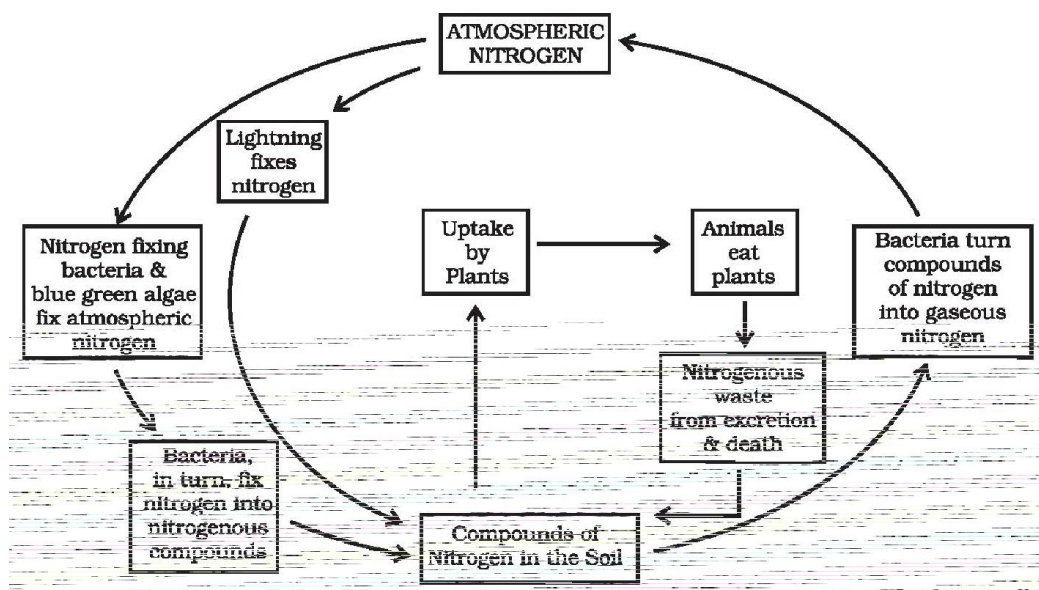 ATMOSPHERIC
NITROGEN
Lightning
fixes
nitrogen
Nitrogen fixing
bacteria &
blue green algae
fix atmospheric
nitrogen
Uptake
by
Plants
Animals
eat
plants
Bacteria turn
compounds
of nitrogen
into gaseous
nitrogen
Nitrogenous
waste
from excretion
& death
Bacteria,
in turn, fix
nitrogen into
nitrogenous
compounds
Compounds of
Nitrogen in the Soil